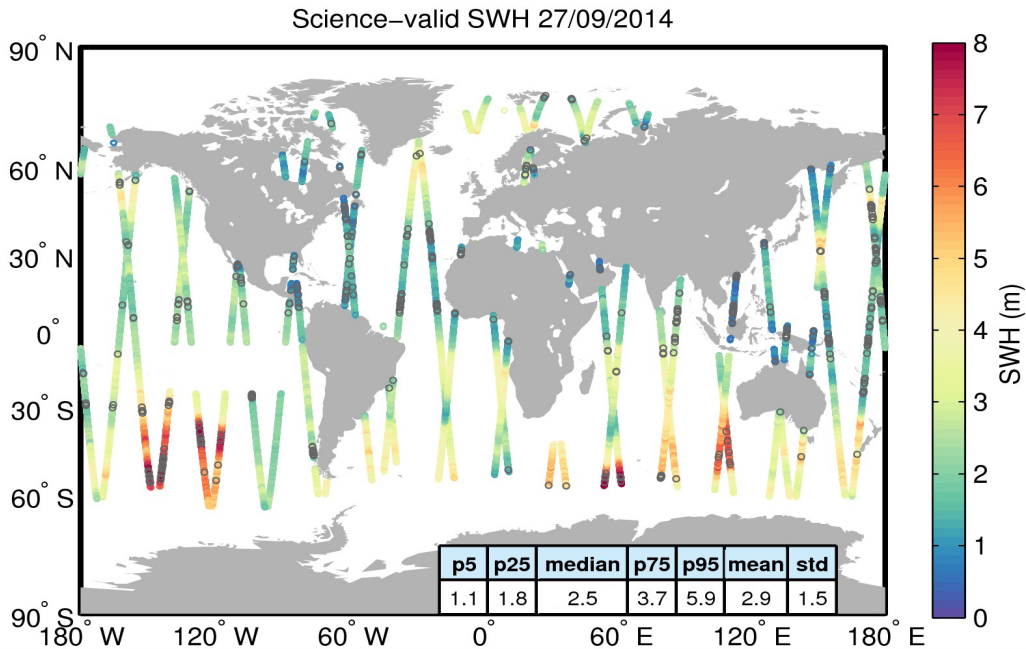 Science−valid SWH 27/09/2014
90° N
60° N
30° N
0°
30° S
60° S
90° S
180° W
120° W
60° W
0°
60° E
120° E
180° E
p5 p25 median p75 p95 mean std
1.1 1.8 2.5 3.7 5.9 2.9 1.5
8
7
6
5
4
3
2
1
0
SWH (m)